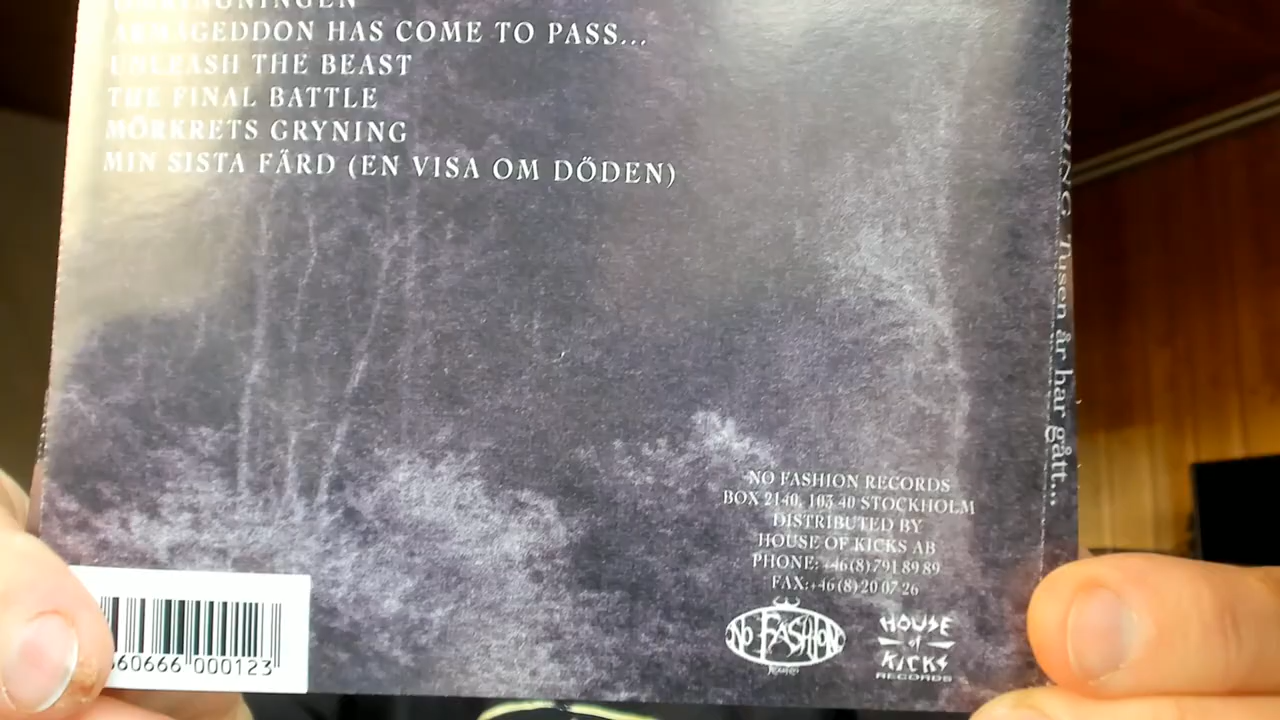 ARMAGEDDON HAS COME TO PASS...
UNLEASH THE BEAST
THE FINAL BATTLE
MÖRKRETS GRYNING
MIN SISTA FÄRD (EN VISA OM DÖDEN)
NING Tusen år har gått...
NO FASHION RECORDS
BOX 2140, 103 40 STOCKHOLM
DISTRIBUTED BY
HOUSE OF KICKS AB
PHONE: +46(8)791 89 89
FAX:+46(8)20 07 26
NO FASHION
HOUSE
of
KICKS
RECORDS
60666 000123